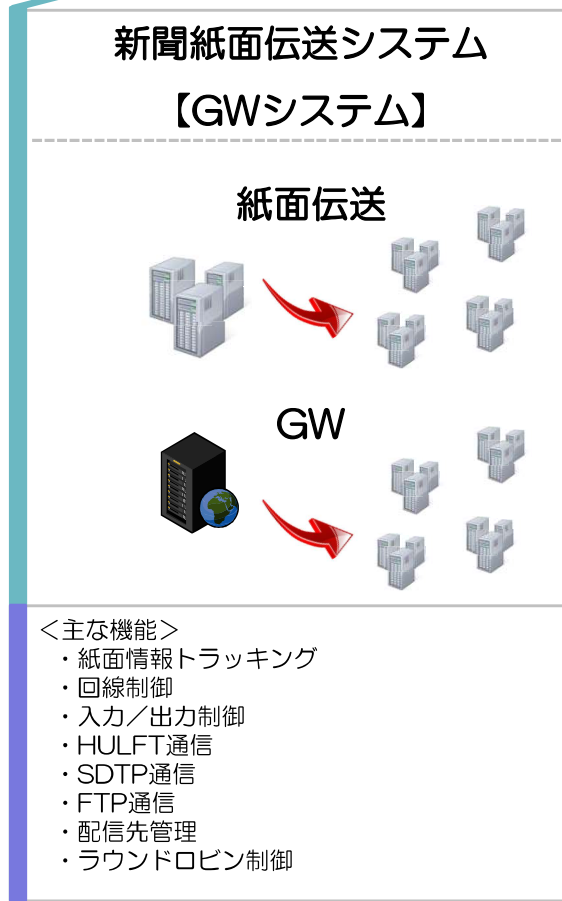 新聞紙面伝送システム
【GWシステム】
紙面伝送
GW
＜主な機能＞
・紙面情報トラッキング
・回線制御
・入力／出力制御
・HULFT通信
・SDTP通信
・FTP通信
・配信先管理
・ラウンドロビン制御